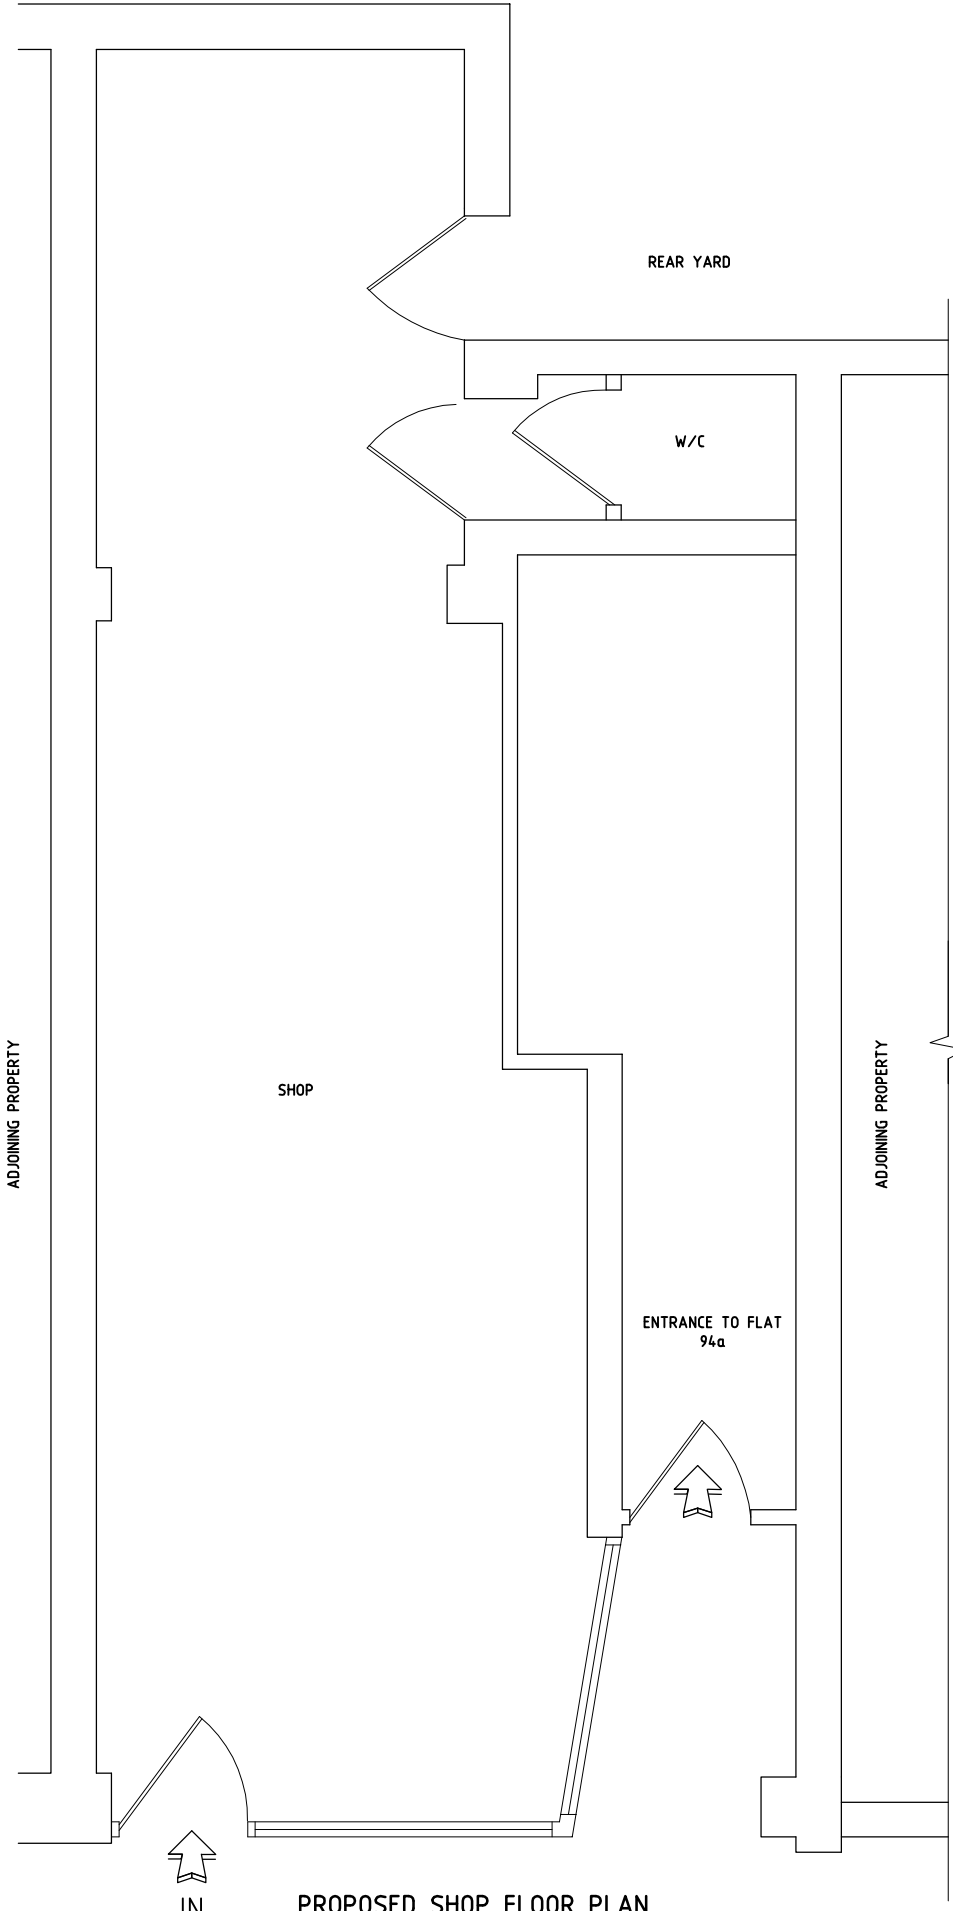 REAR YARD
W/C
ADJOINING PROPERTY
SHOP
ADJOINING PROPERTY
ENTRANCE TO FLAT
94a
IN
PROPOSED SHOP FLOOR PLAN